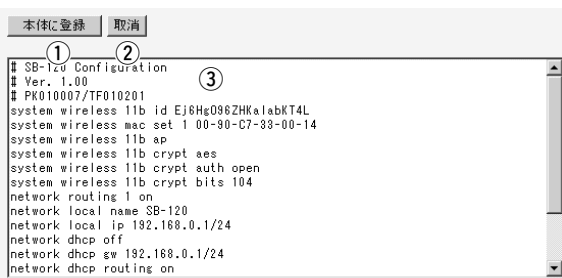 本体に登録 取消
① ②
③
# SB-120 Configuration
# Ver. 1.00
# PK010007/TF010201
system wireless 11b id Ej6HgO96ZHKalabKT4L
system wireless mac set 1 00-90-C7-33-00-14
system wireless 11b ap
system wireless 11b crypt aes
system wireless 11b crypt auth open
system wireless 11b crypt bits 104
network routing 1 on
network local name SB-120
network local ip 192.168.0.1/24
network dhcp off
network dhcp gw 192.168.0.1/24
network dhcp routing on